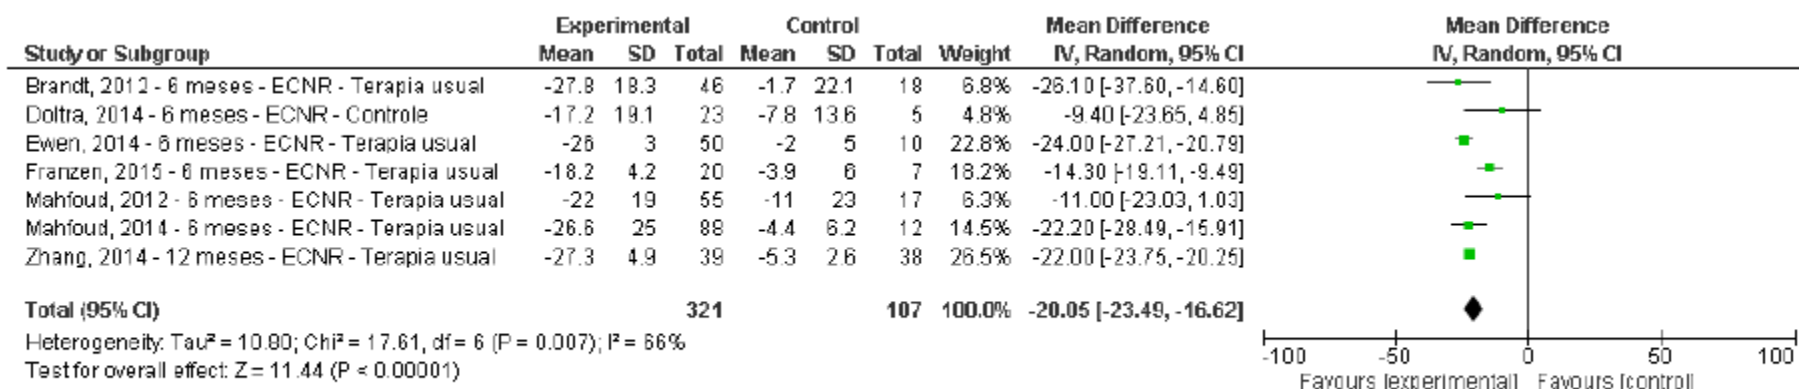 Experimental Control Mean Difference Mean Difference
Study or Subgroup Mean SD Total Mean SD Total Weight IV, Random, 95% CI IV, Random, 95% CI
Brandt, 2012 - 6 meses - ECNR - Terapia usual -27.8 18.3 46 -1.7 22.1 18 6.8% -26.10 [-37.60, -14.60]
Doltra, 2014 - 6 meses - ECNR - Controle -17.2 19.1 23 -7.8 13.6 5 4.8% -9.40 [-23.65, 4.85]
Ewen, 2014 - 6 meses - ECNR - Terapia usual -26 3 50 -2 5 10 22.8% -24.00 [-27.21, -20.79]
Franzen, 2015 - 6 meses - ECNR - Terapia usual -18.2 4.2 20 -3.9 6 7 18.2% -14.30 [-19.11, -9.49]
Mahfoud, 2012 - 6 meses - ECNR - Terapia usual -22 19 55 -11 23 17 6.3% -11.00 [-23.03, 1.03]
Mahfoud, 2014 - 6 meses - ECNR - Terapia usual -26.6 25 88 -4.4 6.2 12 14.5% -22.20 [-28.49, -15.91]
Zhang, 2014 - 12 meses - ECNR - Terapia usual -27.3 4.9 39 -5.3 2.6 38 26.5% -22.00 [-23.75, -20.25]
Total (95% CI) 321 107 100.0% -20.05 [-23.49, -16.62]
Heterogeneity: Tau² = 10.80; Chi² = 17.61, df = 6 (P = 0.007); I² = 66%
Test for overall effect: Z = 11.44 (P < 0.00001)
-100 -50 0 50 100
Favours [experimental] Favours [control]